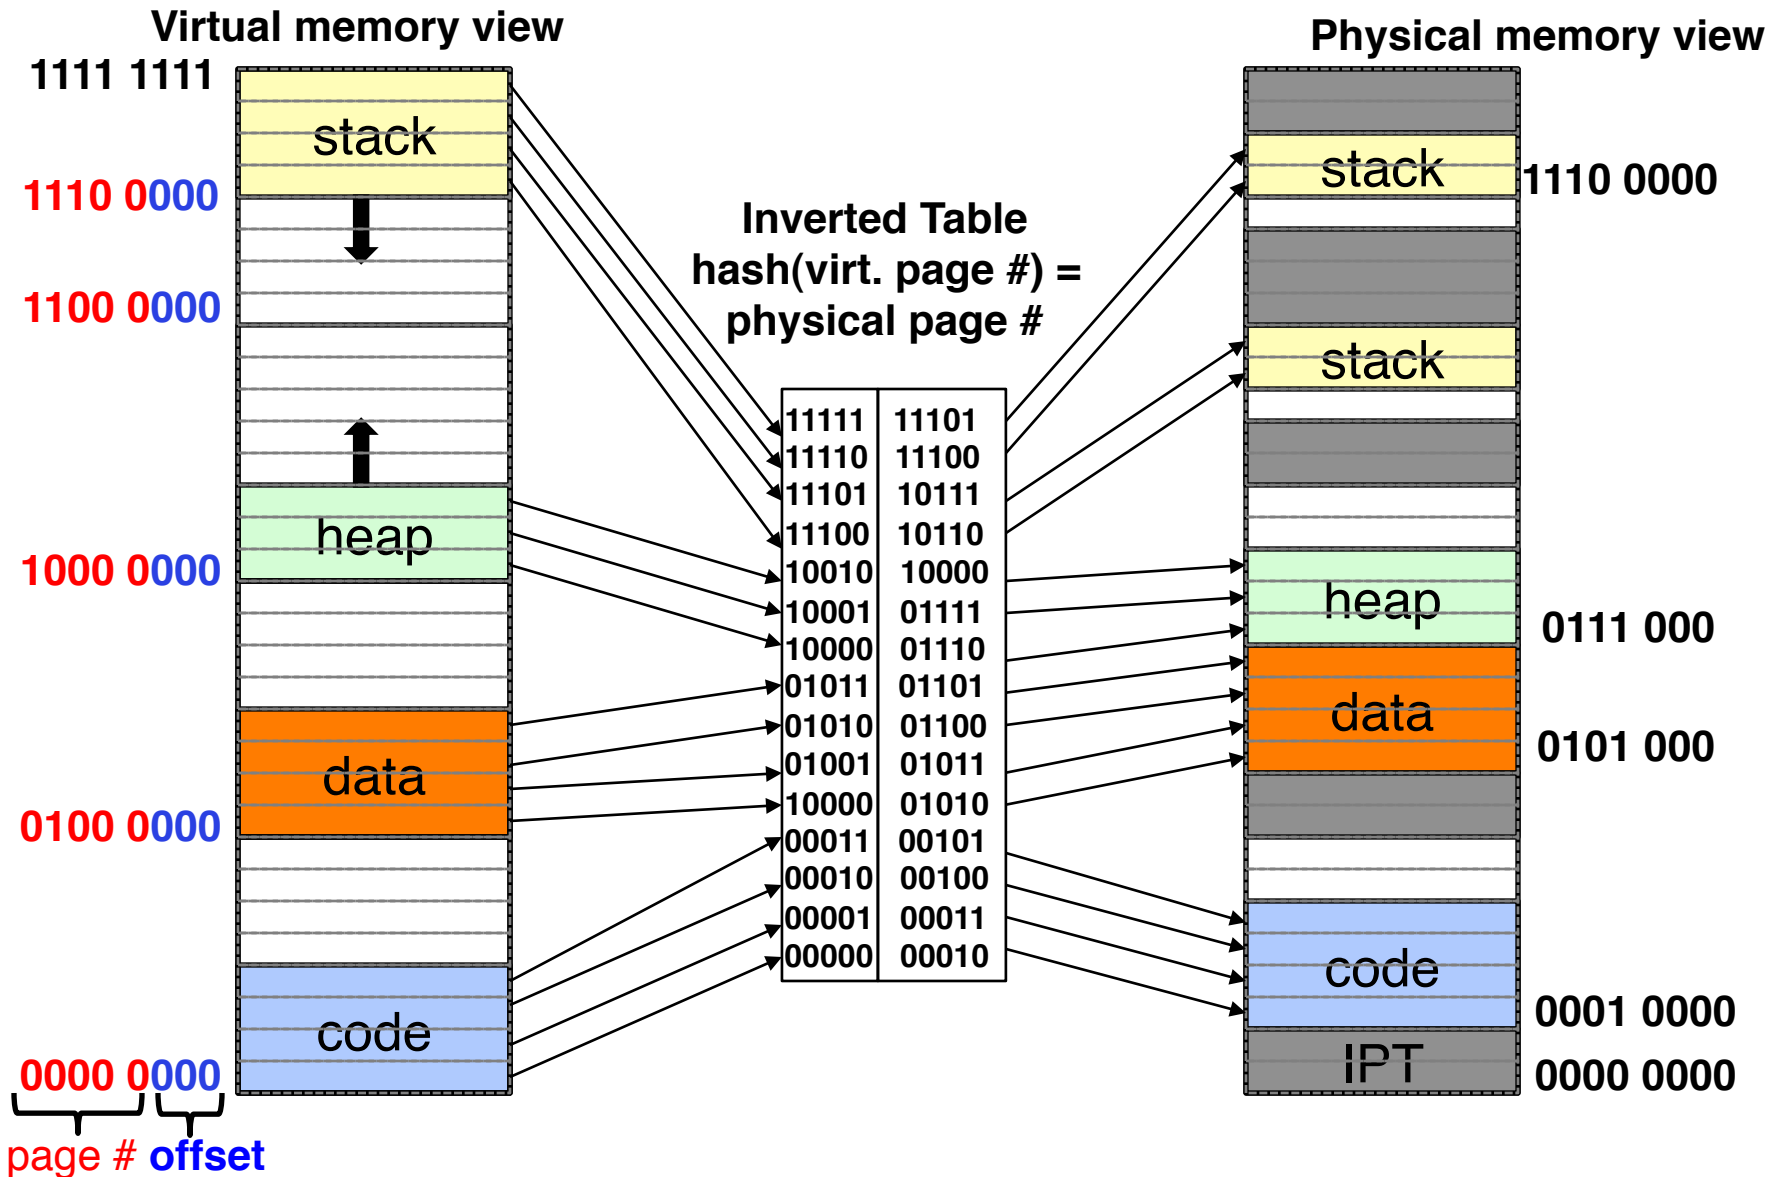 Virtual memory view
1111 1111
stack
1110 0000
1100 0000
heap
1000 0000
data
0100 0000
code
0000 0000
page # offset
Inverted Table
hash(virt. page #) =
physical page #
11111 11101
11110 11100
11101 10111
11100 10110
10010 10000
10001 01111
10000 01110
01011 01101
01010 01100
01001 01011
10000 01010
00011 00101
00010 00100
00001 00011
00000 00010
Physical memory view
stack 1110 0000
stack
heap
0111 000
data
0101 000
code
0001 0000
IPT 0000 0000